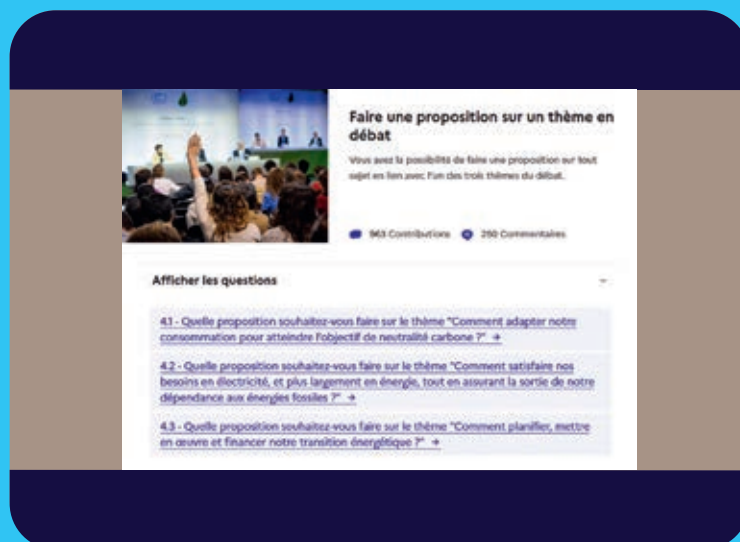 Faire une proposition sur un thème en
débat
Vous avez la possibilité de faire une proposition sur tout
sujet en lien avec l'un des trois thèmes du débat.
963 Contributions 250 Commentaires
Afficher les questions
4.1 - Quelle proposition souhaitez-vous faire sur le thème "Comment adapter notre
consommation pour atteindre l'objectif de neutralité carbone ?" →
4.2 - Quelle proposition souhaitez-vous faire sur le thème "Comment satisfaire nos
besoins en électricité, et plus largement en énergie, tout en assurant la sortie de notre
dépendance aux énergies fossiles ?" →
4.3 - Quelle proposition souhaitez-vous faire sur le thème "Comment planifier, mettre
en œuvre et financer notre transition énergétique ?" →